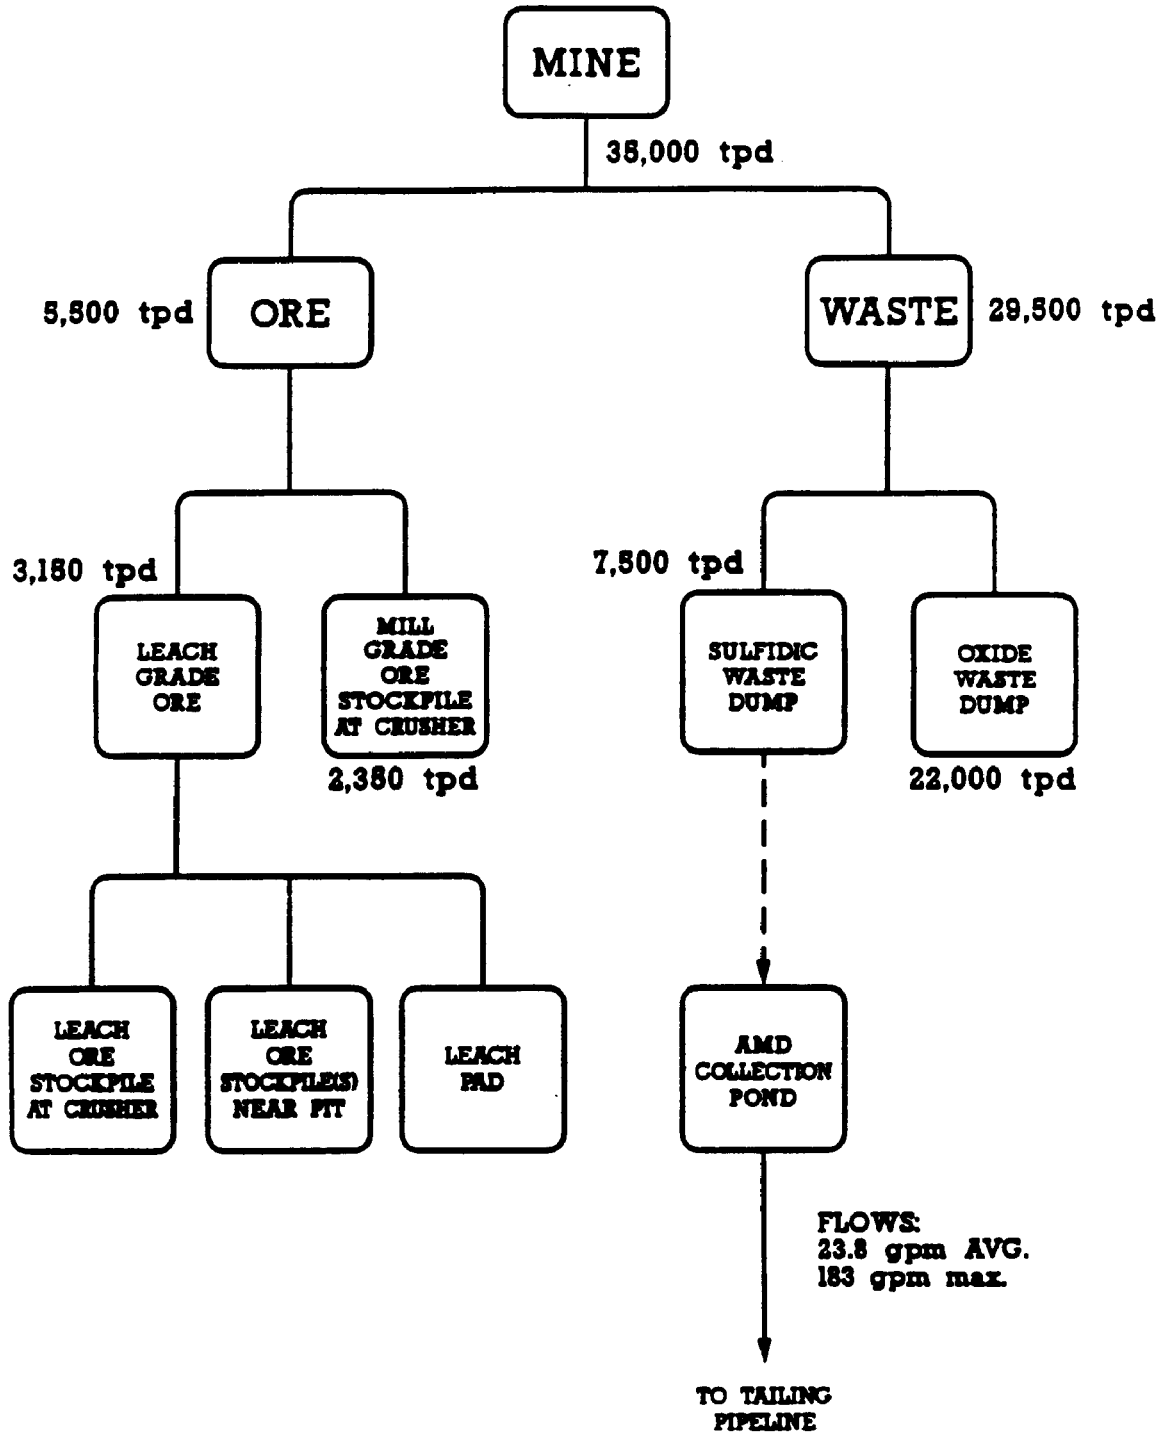 MINE
35,000 tpd
5,500 tpd
ORE
WASTE
29,500 tpd
3,150 tpd
7,500 tpd
LEACH
GRADE
ORE
MILL
GRADE
ORE
STOCKPILE
AT CRUSHER
2,350 tpd
SULFIDIC
WASTE
DUMP
OXIDE
WASTE
DUMP
22,000 tpd
LEACH
ORE
STOCKPILE
AT CRUSHER
LEACH
ORE
STOCKPILE(S)
NEAR PIT
LEACH
PAD
AMD
COLLECTION
POND
FLOWS:
23.8 gpm AVG.
183 gpm max.
TO TAILING
PIPELINE